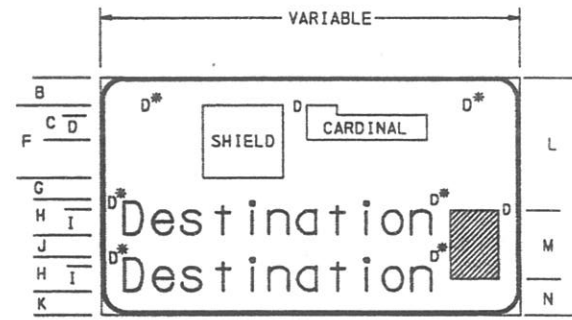 VARIABLE
B
D* D D*
C D
F SHIELD CARDINAL L
G
D* D* D
H I Destination
J D* D* M
H I Destination
K N